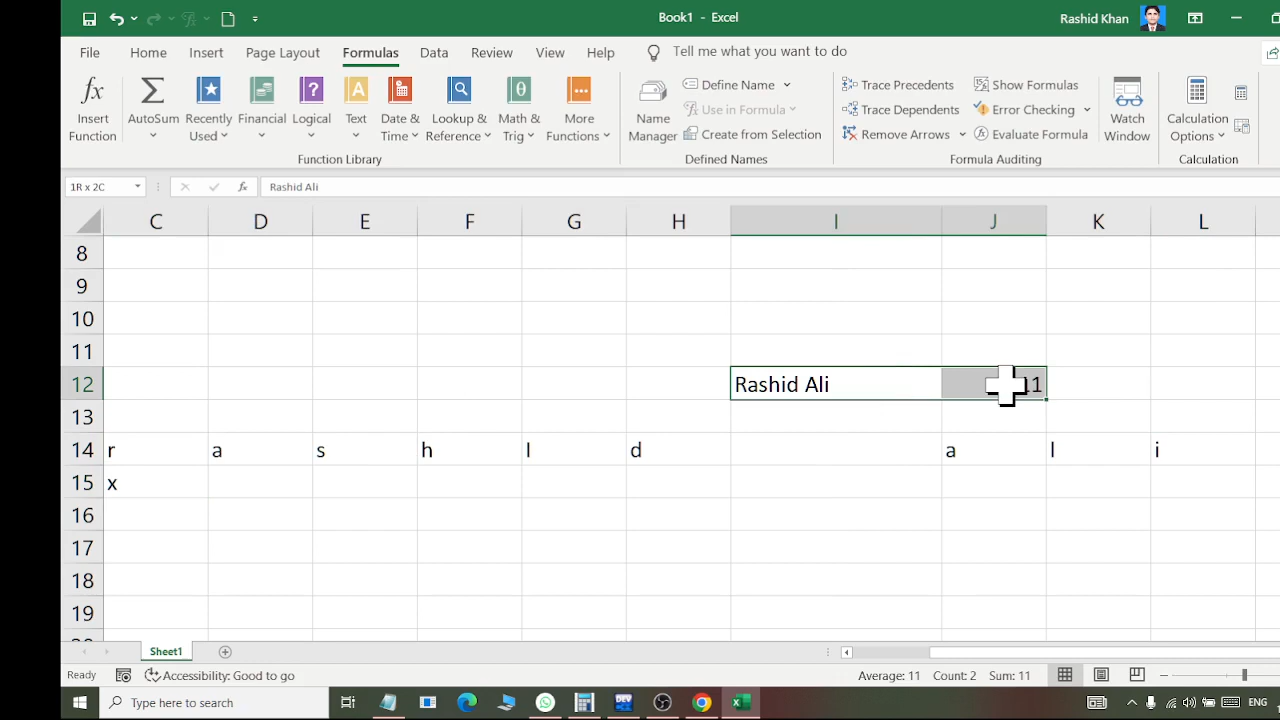 Book1 - Excel
Rashid Khan
File Home Insert Page Layout Formulas Data Review View Help Tell me what you want to do
fx
Insert Function
AutoSum
Recently Used
Financial
Logical
Text
Date & Time
Lookup & Reference
Math & Trig
More Functions
Function Library
Name Manager
Define Name
Use in Formula
Create from Selection
Defined Names
Trace Precedents
Trace Dependents
Remove Arrows
Show Formulas
Error Checking
Evaluate Formula
Formula Auditing
Watch Window
Calculation Options
Calculation
1R x 2C fx Rashid Ali
C D E F G H I J K L
8
9
10
11
12 Rashid Ali 11
13
14 r a s h I d a l i
15 x
16
17
18
19
Sheet1
Ready Accessibility: Good to go Average: 11 Count: 2 Sum: 11
Type here to search ENG